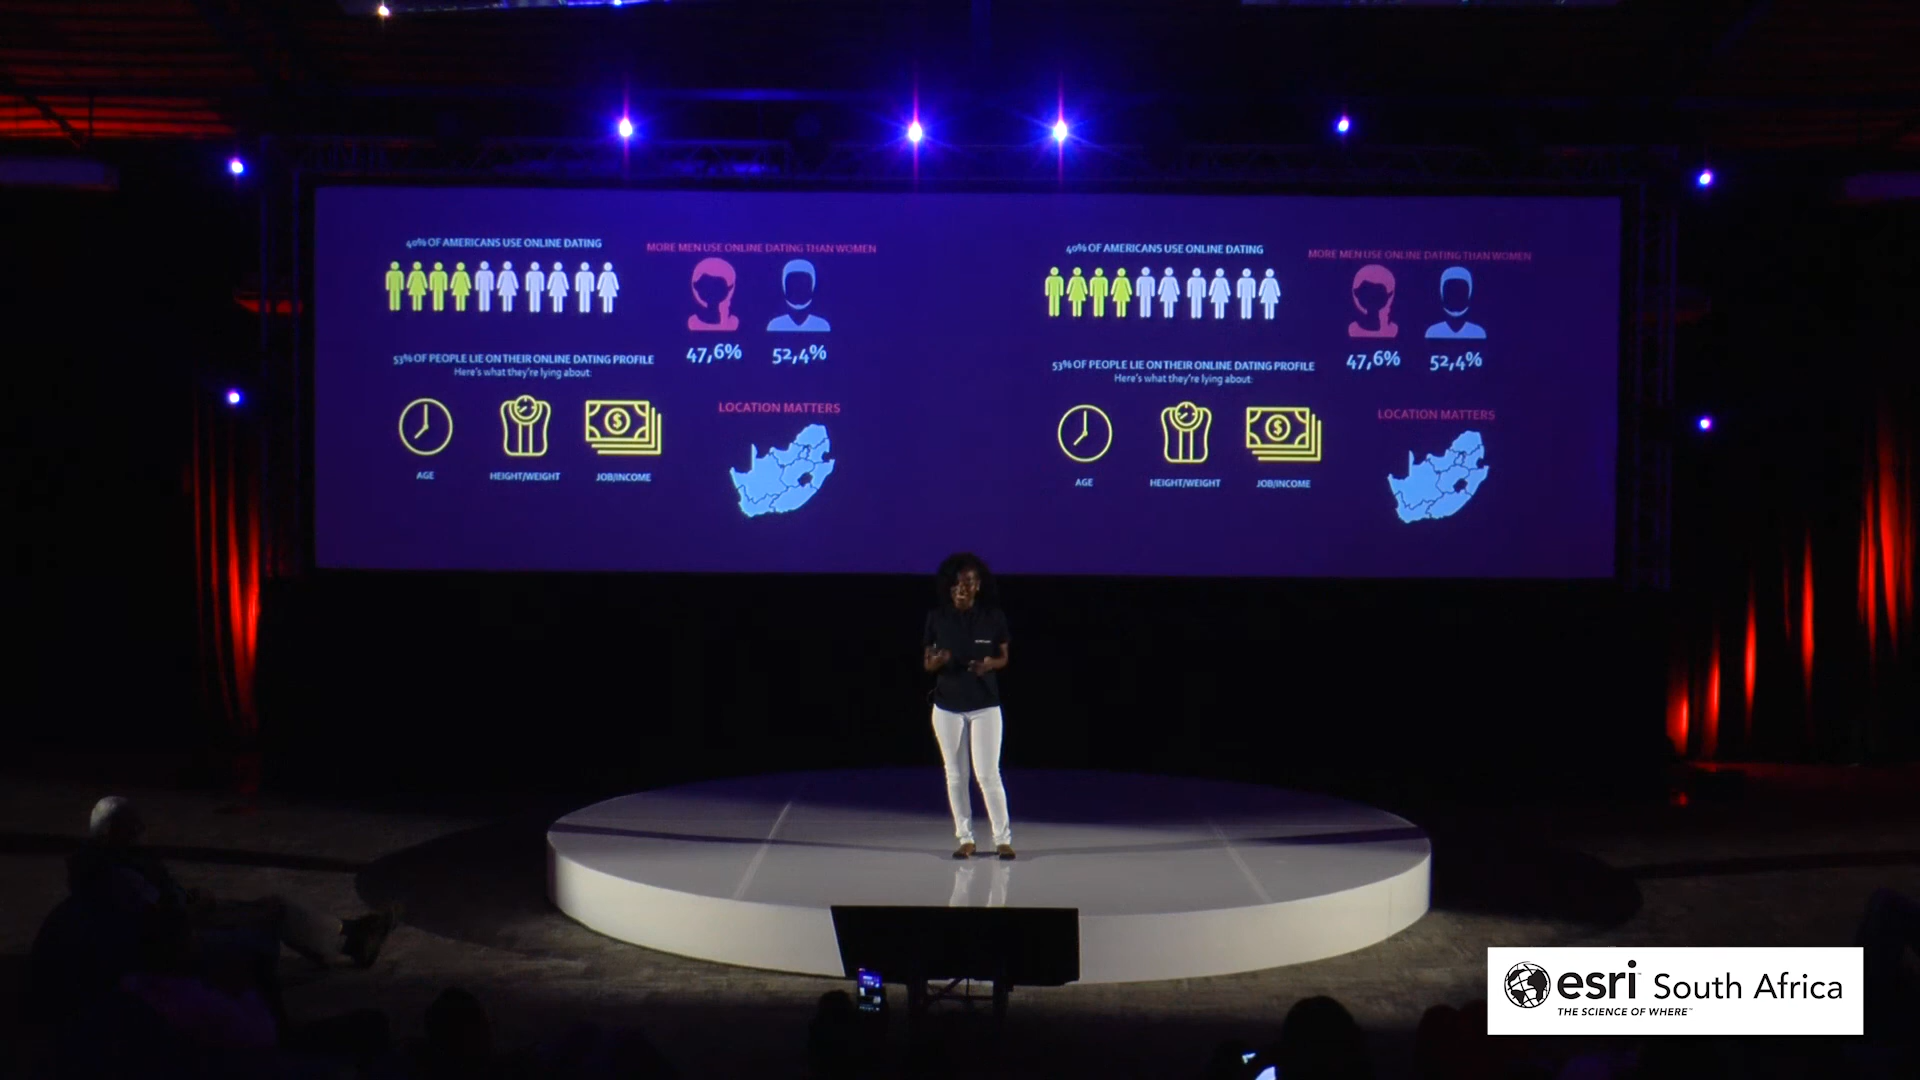 40% OF AMERICANS USE ONLINE DATING
MORE MEN USE ONLINE DATING THAN WOMEN
47,6% 52,4%
53% OF PEOPLE LIE ON THEIR ONLINE DATING PROFILE
Here's what they're lying about:
LOCATION MATTERS
$
AGE HEIGHT/WEIGHT JOB/INCOME
40% OF AMERICANS USE ONLINE DATING
MORE MEN USE ONLINE DATING THAN WOMEN
47,6% 52,4%
53% OF PEOPLE LIE ON THEIR ONLINE DATING PROFILE
Here's what they're lying about:
LOCATION MATTERS
$
AGE HEIGHT/WEIGHT JOB/INCOME
esri South Africa
THE SCIENCE OF WHERE™